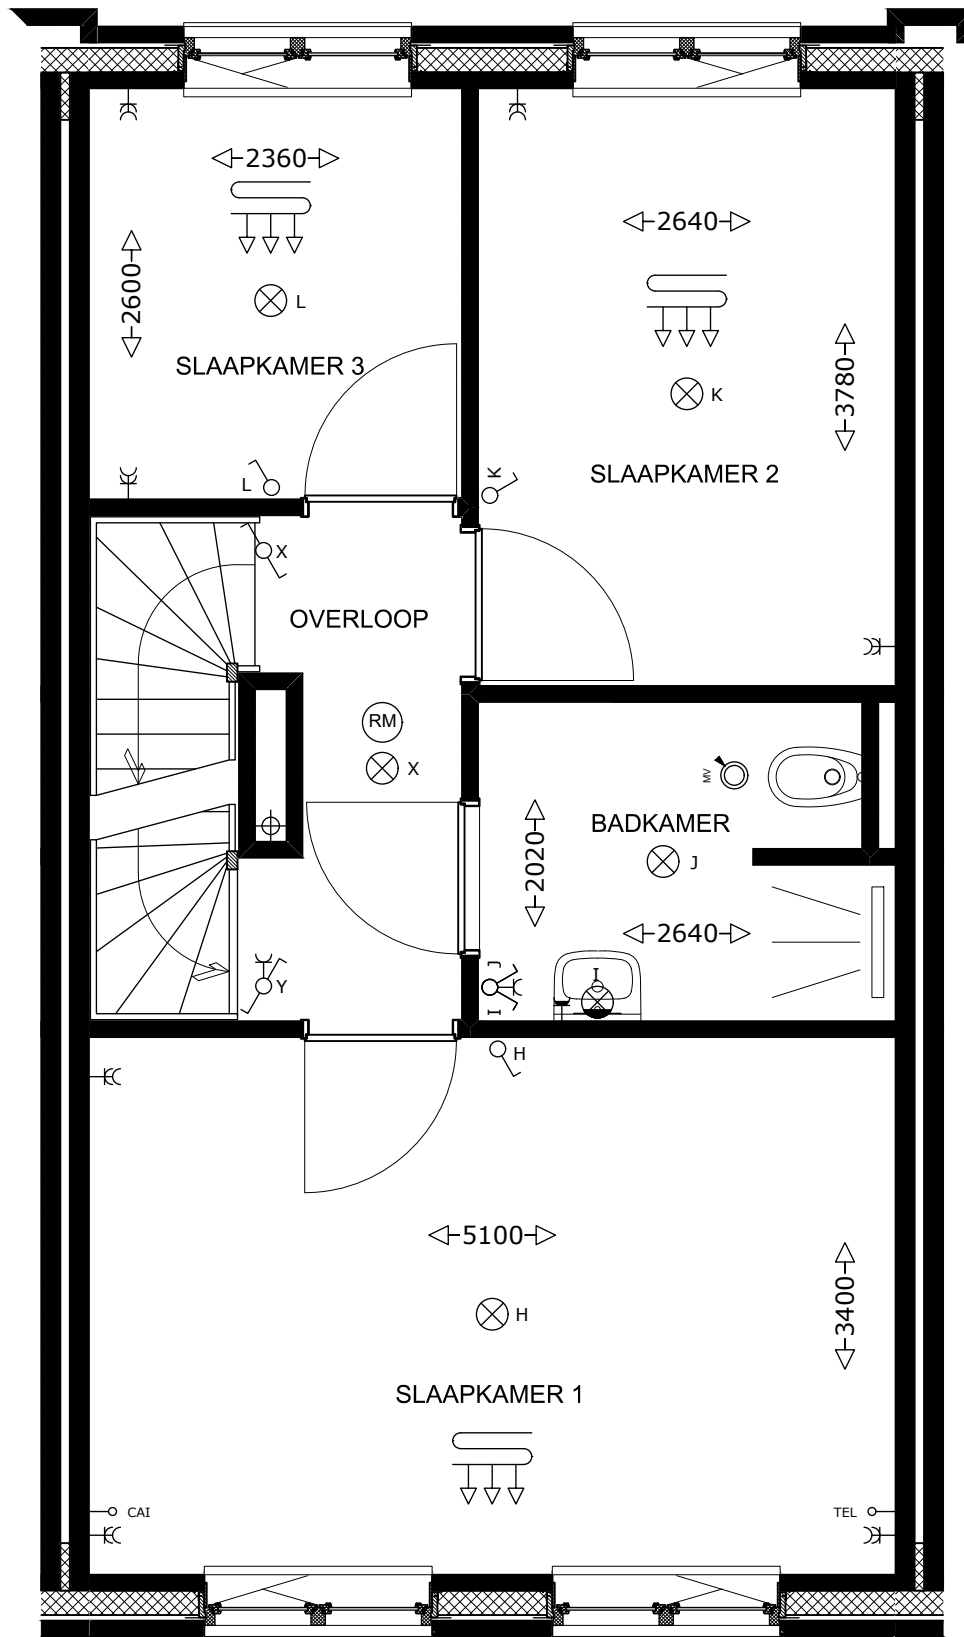 2360
2640
2600
L
SLAAPKAMER 3
3780
K
SLAAPKAMER 2
L
K
X
OVERLOOP
RM
X
MV
BADKAMER
J
2020
2640
Y
J
I
I
H
5100
3400
H
SLAAPKAMER 1
CAI
TEL